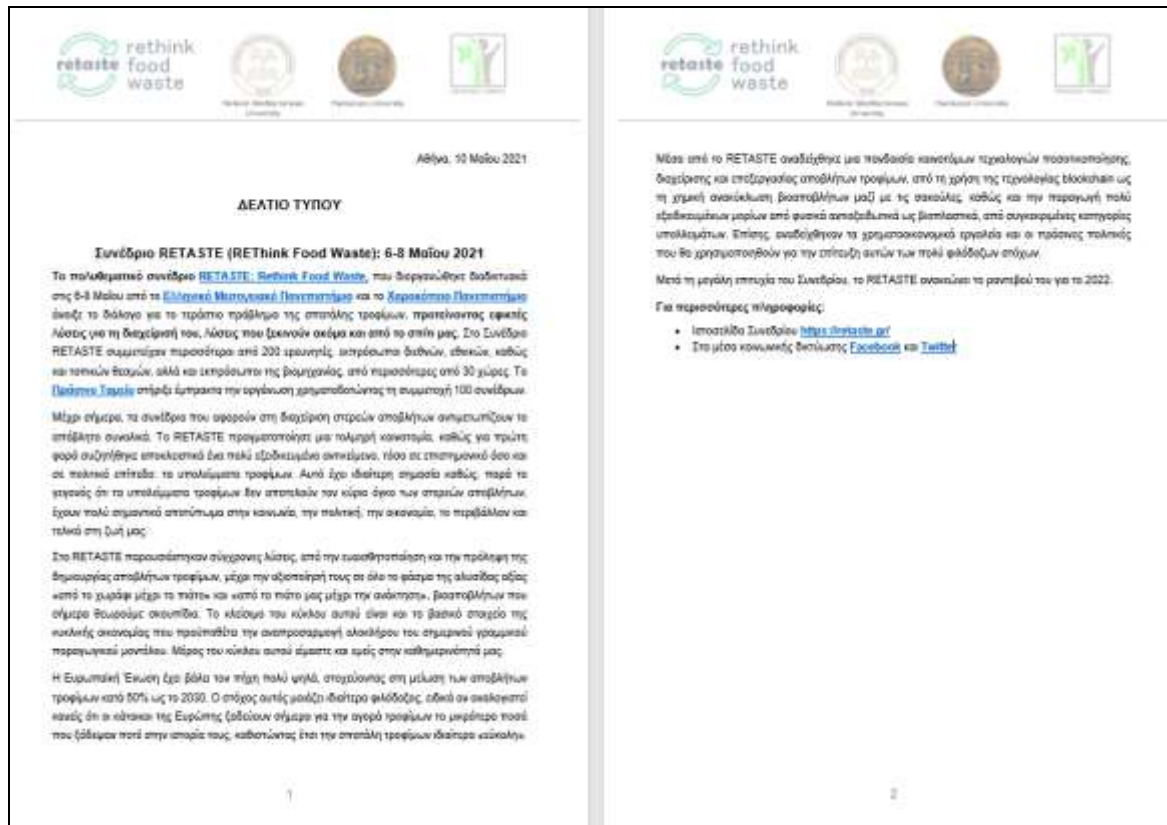 rethink
retaste food
waste
Hellenic Mediterranean
University
Harokopio University
Αθήνα, 10 Μαΐου 2021
ΔΕΛΤΙΟ ΤΥΠΟΥ
Συνέδριο RETASTE (REThink Food Waste): 6-8 Μαΐου 2021
Το πολυθεματικό συνέδριο RETASTE: Rethink Food Waste, που διοργανώθηκε διαδικτυακά
στις 6-8 Μαΐου από το Ελληνικό Μεσογειακό Πανεπιστήμιο και το Χαροκόπειο Πανεπιστήμιο
άνοιξε το διάλογο για το τεράστιο πρόβλημα της σπατάλης τροφίμων, προτείνοντας εφικτές
λύσεις για τη διαχείρισή του, λύσεις που ξεκινούν ακόμα και από το σπίτι μας. Στο Συνέδριο
RETASTE συμμετείχαν περισσότεροι από 200 ερευνητές, εκπρόσωποι διεθνών, εθνικών, καθώς
και τοπικών θεσμών, αλλά και εκπρόσωποι της βιομηχανίας, από περισσότερες από 30 χώρες. Το
Πράσινο Ταμείο στήριξε έμπρακτα την οργάνωση χρηματοδοτώντας τη συμμετοχή 100 συνέδρων.
Μέχρι σήμερα, τα συνέδρια που αφορούν στη διαχείριση στερεών αποβλήτων αντιμετωπίζουν το
απόβλητο συνολικά. Το RETASTE πραγματοποίησε μια τολμηρή καινοτομία, καθώς για πρώτη
φορά συζητήθηκε αποκλειστικά ένα πολύ εξειδικευμένο αντικείμενο, τόσο σε επιστημονικό όσο και
σε πολιτικό επίπεδο: τα υπολείμματα τροφίμων. Αυτό έχει ιδιαίτερη σημασία καθώς, παρά το
γεγονός ότι τα υπολείμματα τροφίμων δεν αποτελούν τον κύριο όγκο των στερεών αποβλήτων,
έχουν πολύ σημαντικό αποτύπωμα στην κοινωνία, την πολιτική, την οικονομία, το περιβάλλον και
τελικά στη ζωή μας.
Στο RETASTE παρουσιάστηκαν σύγχρονες λύσεις, από την ευαισθητοποίηση και την πρόληψη της
δημιουργίας αποβλήτων τροφίμων, μέχρι την αξιοποίησή τους σε όλο το φάσμα της αλυσίδας αξίας
«από το χωράφι μέχρι το πιάτο» και «από το πιάτο μας μέχρι την ανάκτηση», βιοαποβλήτων που
σήμερα θεωρούμε σκουπίδια. Το κλείσιμο του κύκλου αυτού είναι και το βασικό στοιχείο της
κυκλικής οικονομίας που προϋποθέτει την αναπροσαρμογή ολόκληρου του σημερινού γραμμικού
παραγωγικού μοντέλου. Μέρος του κύκλου αυτού είμαστε και εμείς στην καθημερινότητά μας.
Η Ευρωπαϊκή Ένωση έχει βάλει τον πήχη πολύ ψηλά, στοχεύοντας στη μείωση των αποβλήτων
τροφίμων κατά 50% ως το 2030. Ο στόχος αυτός μοιάζει ιδιαίτερα φιλόδοξος, ειδικά αν αναλογιστεί
κανείς ότι οι κάτοικοι της Ευρώπης ξοδεύουν σήμερα για την αγορά τροφίμων το μικρότερο ποσό
που ξόδεψαν ποτέ στην ιστορία τους, καθιστώντας έτσι την σπατάλη τροφίμων ιδιαίτερα «εύκολη».
1
rethink
retaste food
waste
Hellenic Mediterranean
University
Harokopio University
Μέσα από το RETASTE αναδείχθηκε μια πανδαισία καινοτόμων τεχνολογιών ποσοτικοποίησης,
διαχείρισης και επεξεργασίας αποβλήτων τροφίμων, από τη χρήση της τεχνολογίας blockchain ως
τη χημική ανακύκλωση βιοαποβλήτων μαζί με τις σακούλες, καθώς και την παραγωγή πολύ
εξειδικευμένων μορίων από φυσικά αντιοξειδωτικά ως βιοπλαστικά, από συγκεκριμένες κατηγορίες
υπολειμμάτων. Επίσης, αναδείχθηκαν τα χρηματοοικονομικά εργαλεία και οι πράσινες πολιτικές
που θα χρησιμοποιηθούν για την επίτευξη αυτών των πολύ φιλόδοξων στόχων.
Μετά τη μεγάλη επιτυχία του Συνεδρίου, το RETASTE ανανεώνει το ραντεβού του για το 2022.
Για περισσότερες πληροφορίες:
• Ιστοσελίδα Συνεδρίου https://retaste.gr/
• Στα μέσα κοινωνικής δικτύωσης Facebook και Twitter
2